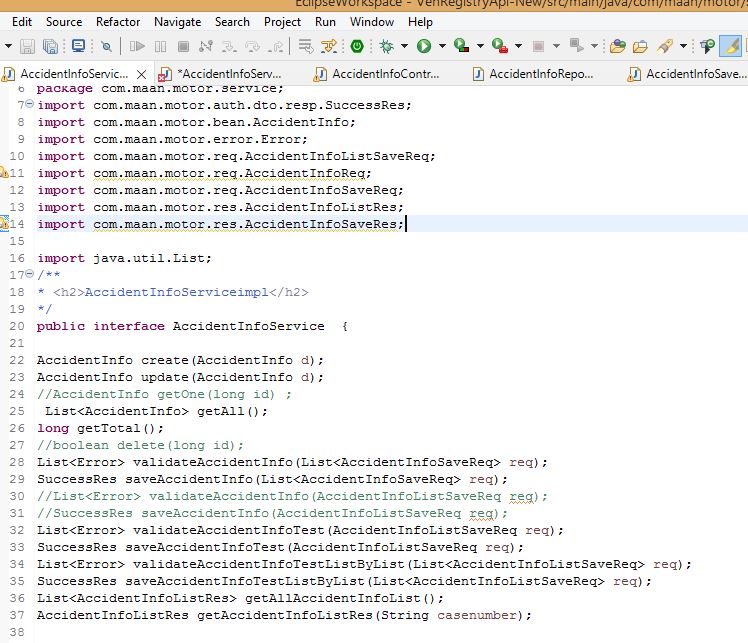 EclipseWorkspace - VenRegistryApi-New/src/main/java/com/maan/motor/s
Edit Source Refactor Navigate Search Project Run Window Help
AccidentInfoServic... *AccidentInfoServ... AccidentInfoContr... AccidentInfoRepo... AccidentInfoSave...
6 package com.maan.motor.service;
7 import com.maan.motor.auth.dto.resp.SuccessRes;
8 import com.maan.motor.bean.AccidentInfo;
9 import com.maan.motor.error.Error;
10 import com.maan.motor.req.AccidentInfoListSaveReq;
11 import com.maan.motor.req.AccidentInfoReq;
12 import com.maan.motor.req.AccidentInfoSaveReq;
13 import com.maan.motor.res.AccidentInfoListRes;
14 import com.maan.motor.res.AccidentInfoSaveRes;
15
16 import java.util.List;
17 /**
18 * <h2>AccidentInfoServiceimpl</h2>
19 */
20 public interface AccidentInfoService {
21
22 AccidentInfo create(AccidentInfo d);
23 AccidentInfo update(AccidentInfo d);
24 //AccidentInfo getOne(long id) ;
25 List<AccidentInfo> getAll();
26 long getTotal();
27 //boolean delete(long id);
28 List<Error> validateAccidentInfo(List<AccidentInfoSaveReq> req);
29 SuccessRes saveAccidentInfo(List<AccidentInfoSaveReq> req);
30 //List<Error> validateAccidentInfo(AccidentInfoListSaveReq req);
31 //SuccessRes saveAccidentInfo(AccidentInfoListSaveReq req);
32 List<Error> validateAccidentInfoTest(AccidentInfoListSaveReq req);
33 SuccessRes saveAccidentInfoTest(AccidentInfoListSaveReq req);
34 List<Error> validateAccidentInfoTestListByList(List<AccidentInfoListSaveReq> req);
35 SuccessRes saveAccidentInfoTestListByList(List<AccidentInfoListSaveReq> req);
36 List<AccidentInfoListRes> getAllAccidentInfoList();
37 AccidentInfoListRes getAccidentInfoListRes(String casenumber);
38